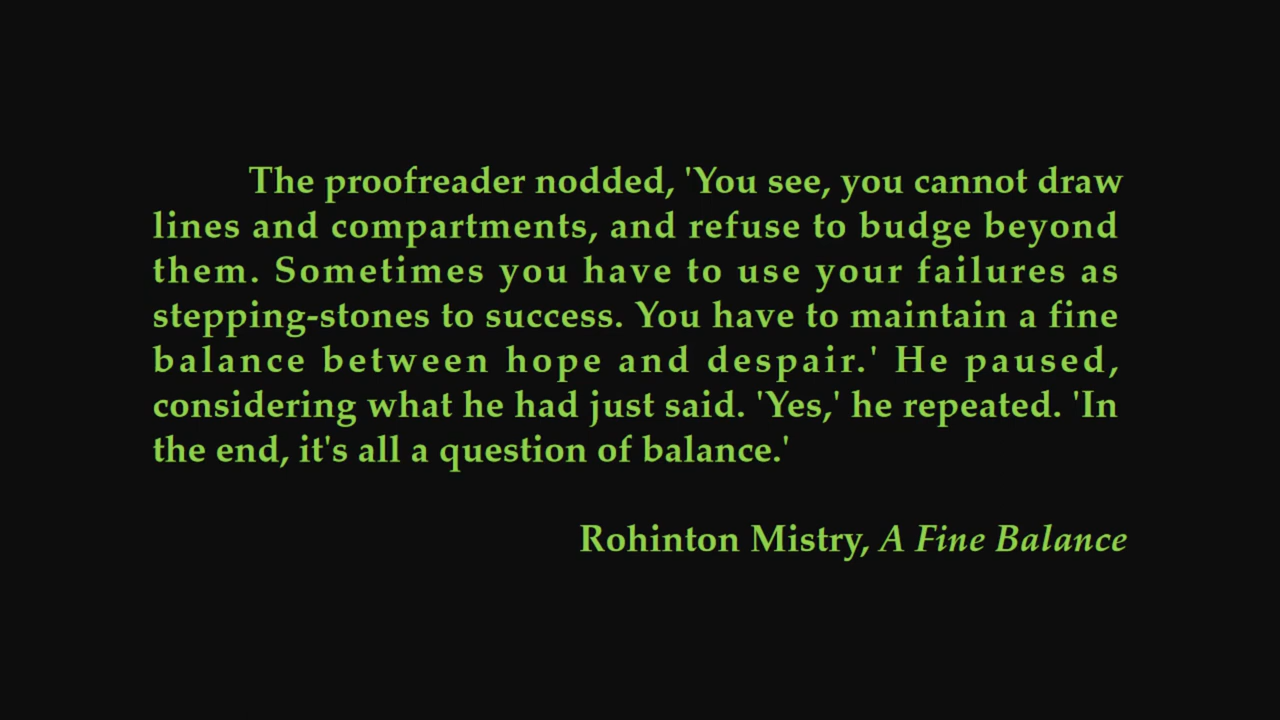 The proofreader nodded, 'You see, you cannot draw
lines and compartments, and refuse to budge beyond
them. Sometimes you have to use your failures as
stepping-stones to success. You have to maintain a fine
balance between hope and despair.' He paused,
considering what he had just said. 'Yes,' he repeated. 'In
the end, it's all a question of balance.'
Rohinton Mistry, A Fine Balance